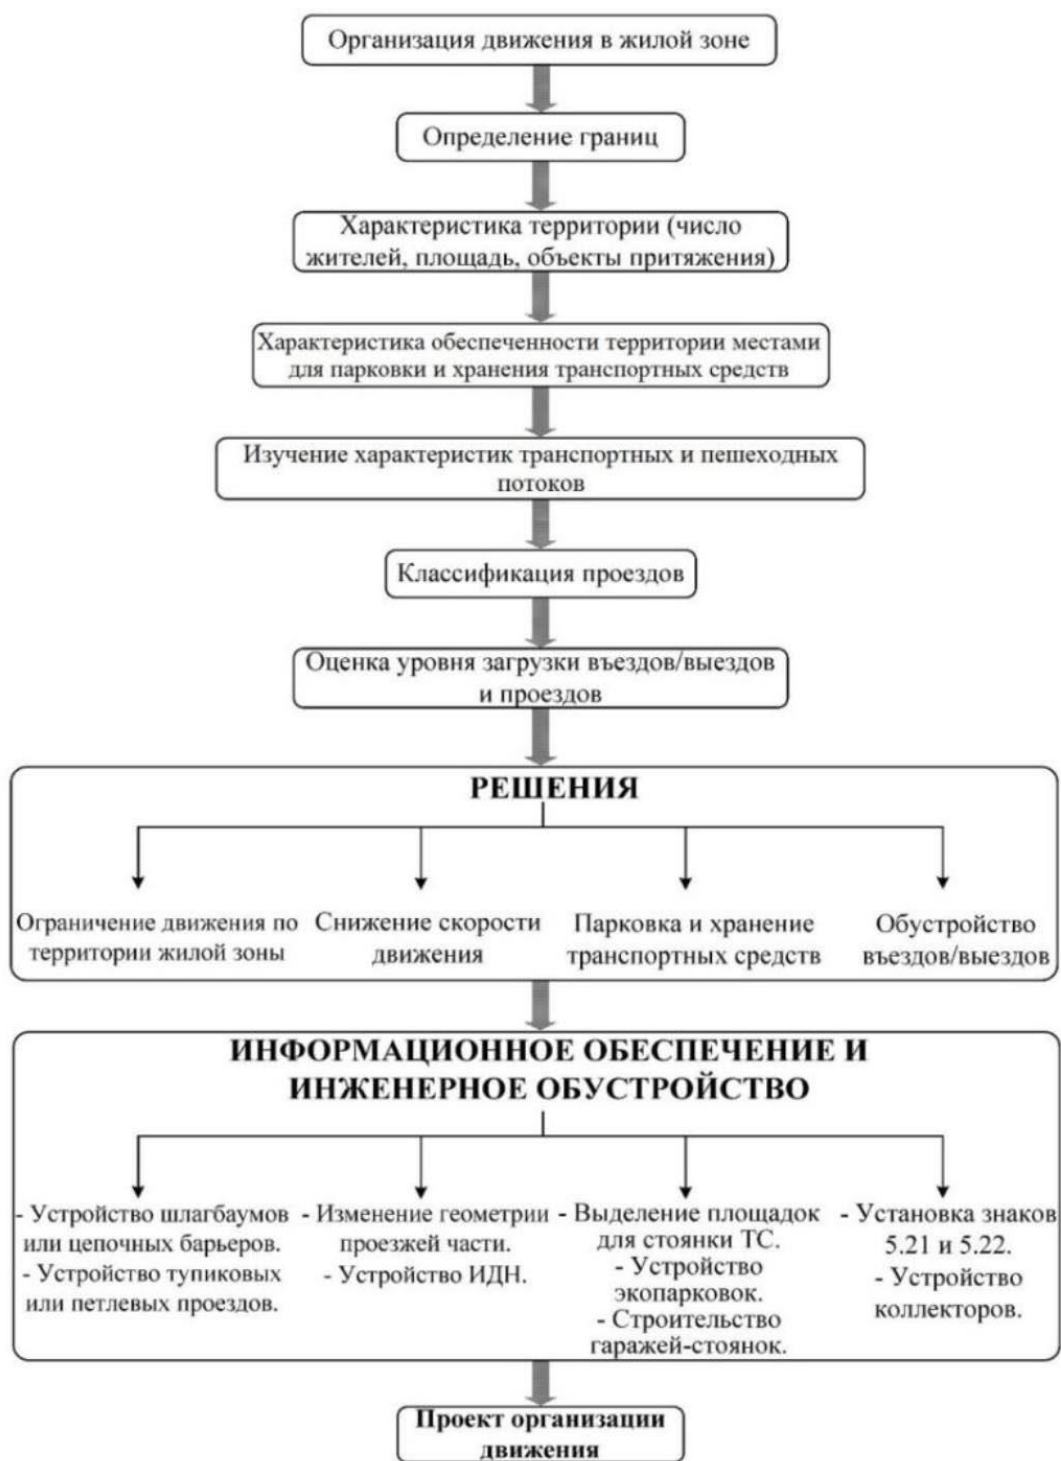 Организация движения в жилой зоне
Определение границ
Характеристика территории (число
жителей, площадь, объекты притяжения)
Характеристика обеспеченности территории местами
для парковки и хранения транспортных средств
Изучение характеристик транспортных и пешеходных
потоков
Классификация проездов
Оценка уровня загрузки въездов/выездов
и проездов
РЕШЕНИЯ
Ограничение движения по
территории жилой зоны
Снижение скорости
движения
Парковка и хранение
транспортных средств
Обустройство
въездов/выездов
ИНФОРМАЦИОННОЕ ОБЕСПЕЧЕНИЕ И
ИНЖЕНЕРНОЕ ОБУСТРОЙСТВО
- Устройство шлагбаумов
или цепочных барьеров.
- Устройство тупиковых
или петлевых проездов.
- Изменение геометрии
проезжей части.
- Устройство ИДН.
- Выделение площадок
для стоянки ТС.
- Устройство
экопарковок.
- Строительство
гаражей-стоянок.
- Установка знаков
5.21 и 5.22.
- Устройство
коллекторов.
Проект организации
движения